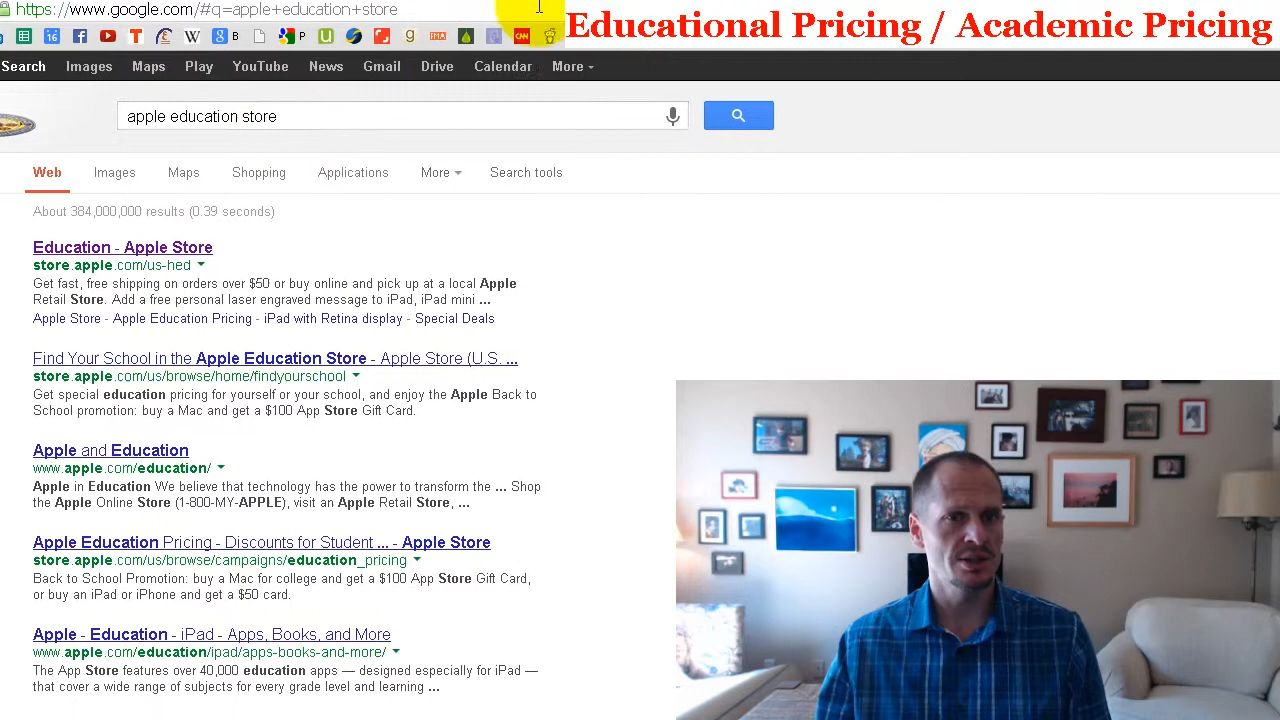 https://www.google.com/#q=apple+education+store
B
P
U
g
RMA
CNN
Educational Pricing / Academic Pricing
Search Images Maps Play YouTube News Gmail Drive Calendar More
apple education store
Web Images Maps Shopping Applications More Search tools
About 384,000,000 results (0.39 seconds)
Education - Apple Store
store.apple.com/us-hed
Get fast, free shipping on orders over $50 or buy online and pick up at a local Apple
Retail Store. Add a free personal laser engraved message to iPad, iPad mini ...
Apple Store - Apple Education Pricing - iPad with Retina display - Special Deals
Find Your School in the Apple Education Store - Apple Store (U.S. ...
store.apple.com/us/browse/home/findyourschool
Get special education pricing for yourself or your school, and enjoy the Apple Back to
School promotion: buy a Mac and get a $100 App Store Gift Card.
Apple and Education
www.apple.com/education/
Apple in Education We believe that technology has the power to transform the ... Shop
the Apple Online Store (1-800-MY-APPLE), visit an Apple Retail Store, ...
Apple Education Pricing - Discounts for Student ... - Apple Store
store.apple.com/us/browse/campaigns/education_pricing
Back to School Promotion: buy a Mac for college and get a $100 App Store Gift Card,
or buy an iPad or iPhone and get a $50 card.
Apple - Education - iPad - Apps, Books, and More
www.apple.com/education/ipad/apps-books-and-more/
The App Store features over 40,000 education apps — designed especially for iPad —
that cover a wide range of subjects for every grade level and learning ...